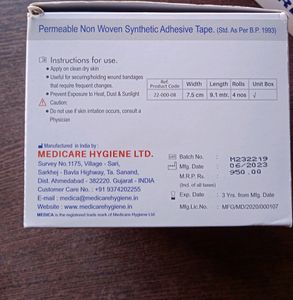 Permeable Non Woven Synthetic Adhesive Tape. (Std. As Per B.P. 1993)
Instructions for use.
• Apply on clean dry skin
• Useful for securing/holding wound bandages
that require frequent changes.
• Prevent Exposure to Heat, Dust & Sunlight
Caution:
• Do not use if skin irritation occurs, consult a
Physician
Ref. Product Code Width Length Rolls Unit Box
22-000-08 7.5 cm 9.1 mtr. 4 nos √
Manufactured in India by
MEDICARE HYGIENE LTD.
Survey No.1175, Village - Sari,
Sarkhej - Bavla Highway, Ta. Sanand,
Dist. Ahmedabad - 382220. Gujarat - INDIA
Customer Care No. : +91 9374202255
E-mail : medica@medicarehygiene.in
Website : www.medicarehygiene.in
MEDICA is the registered trade mark of Medicare Hygiene Ltd.
Batch No. : M232219
Mfg. Date : 06/2023
M.R.P. Rs. : 950.00
(Incl. of all taxes)
Exp. Date : 3 Yrs. from Mfg. Date
Mfg.Lic.No. : MFG/MD/2020/000107